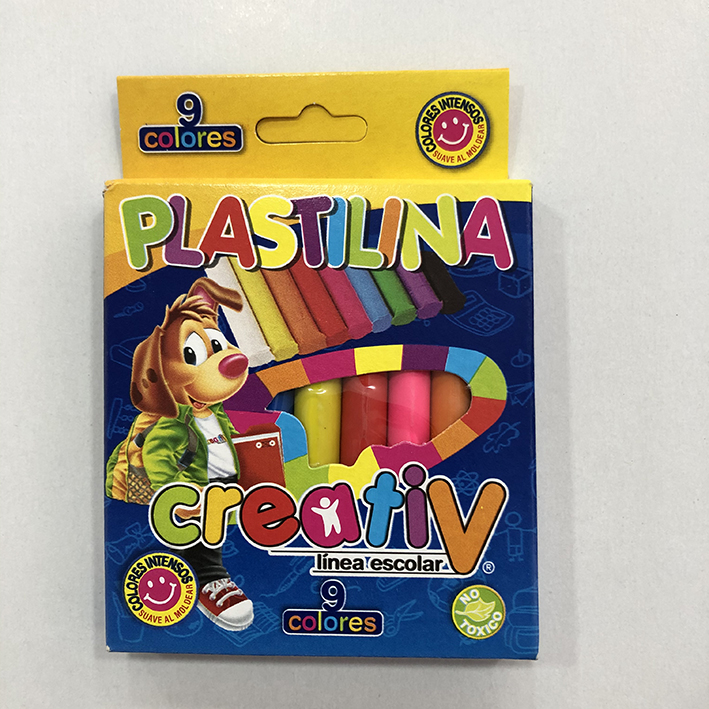 9
colores
COLORES INTENSOS
SUAVE AL MOLDEAR
PLASTILINA
creativ
línea escolar
®
COLORES INTENSOS
SUAVE AL MOLDEAR
9
colores
NO
TOXICO